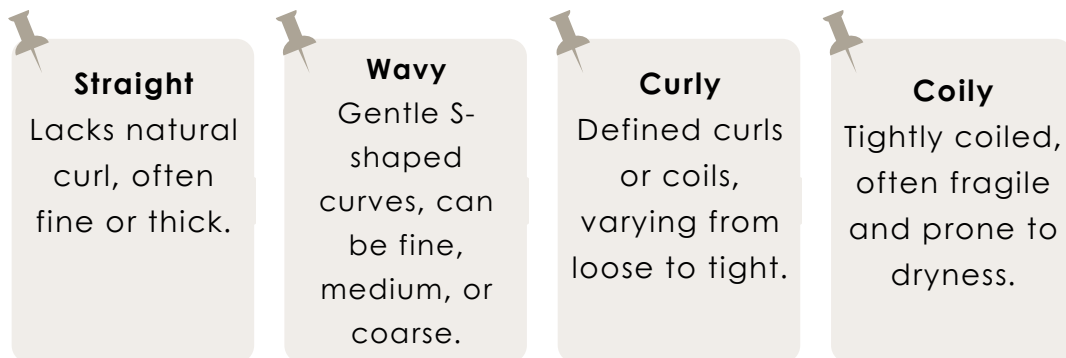 Straight
Lacks natural
curl, often
fine or thick.
Wavy
Gentle S-
shaped
curves, can
be fine,
medium, or
coarse.
Curly
Defined curls
or coils,
varying from
loose to tight.
Coily
Tightly coiled,
often fragile
and prone to
dryness.